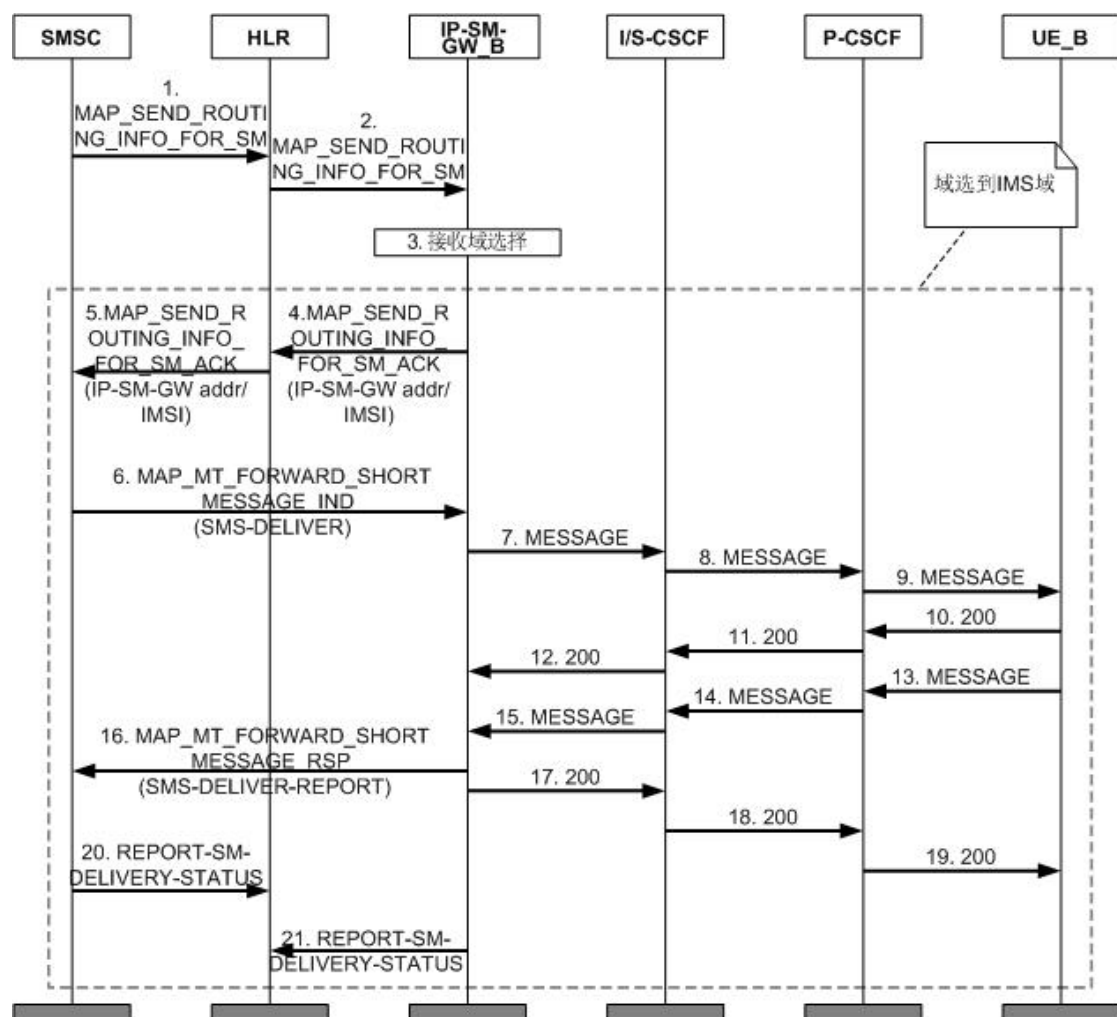 SMSC
HLR
IP-SM-
GW_B
I/S-CSCF
P-CSCF
UE_B
1.
MAP_SEND_ROUTI
NG_INFO_FOR_SM
2.
MAP_SEND_ROUTI
NG_INFO_FOR_SM
域选到IMS域
3. 接收域选择
5.MAP_SEND_R
OUTING_INFO_
FOR_SM_ACK
(IP-SM-GW addr/
IMSI)
4.MAP_SEND_R
OUTING_INFO_
FOR_SM_ACK
(IP-SM-GW addr/
IMSI)
6. MAP_MT_FORWARD_SHORT
MESSAGE_IND
(SMS-DELIVER)
7. MESSAGE
8. MESSAGE
9. MESSAGE
10. 200
11. 200
12. 200
13. MESSAGE
14. MESSAGE
15. MESSAGE
16. MAP_MT_FORWARD_SHORT
MESSAGE_RSP
(SMS-DELIVER-REPORT)
17. 200
18. 200
19. 200
20. REPORT-SM-
DELIVERY-STATUS
21. REPORT-SM-
DELIVERY-STATUS